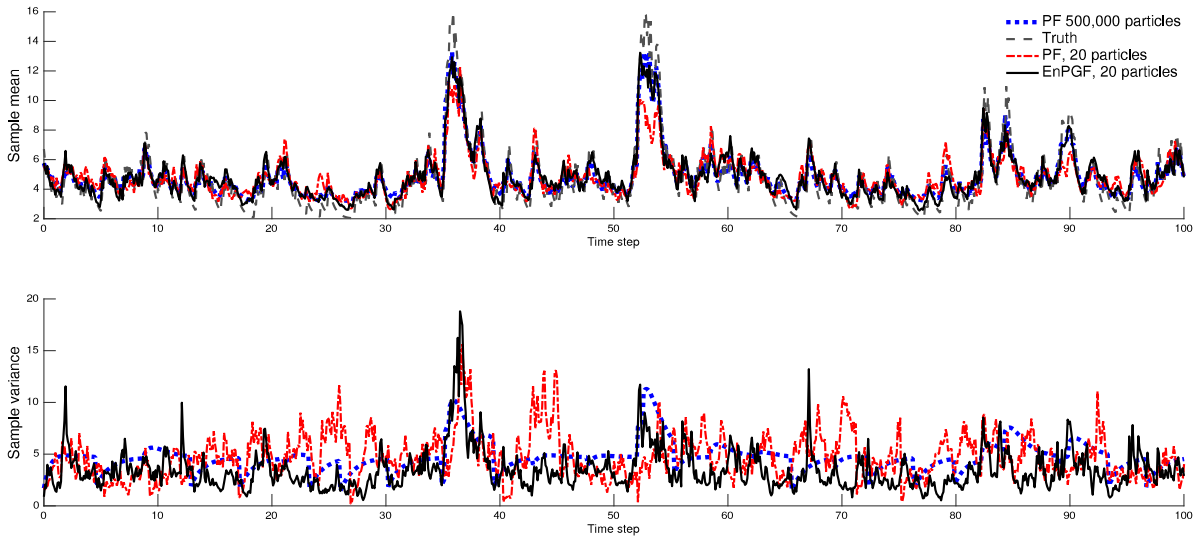 16
14
12
10
8
6
4
2
Sample mean
PF 500,000 particles
Truth
PF, 20 particles
EnPGF, 20 particles
0 10 20 30 40 50 60 70 80 90 100
Time step
20
15
10
5
0
Sample variance
0 10 20 30 40 50 60 70 80 90 100
Time step